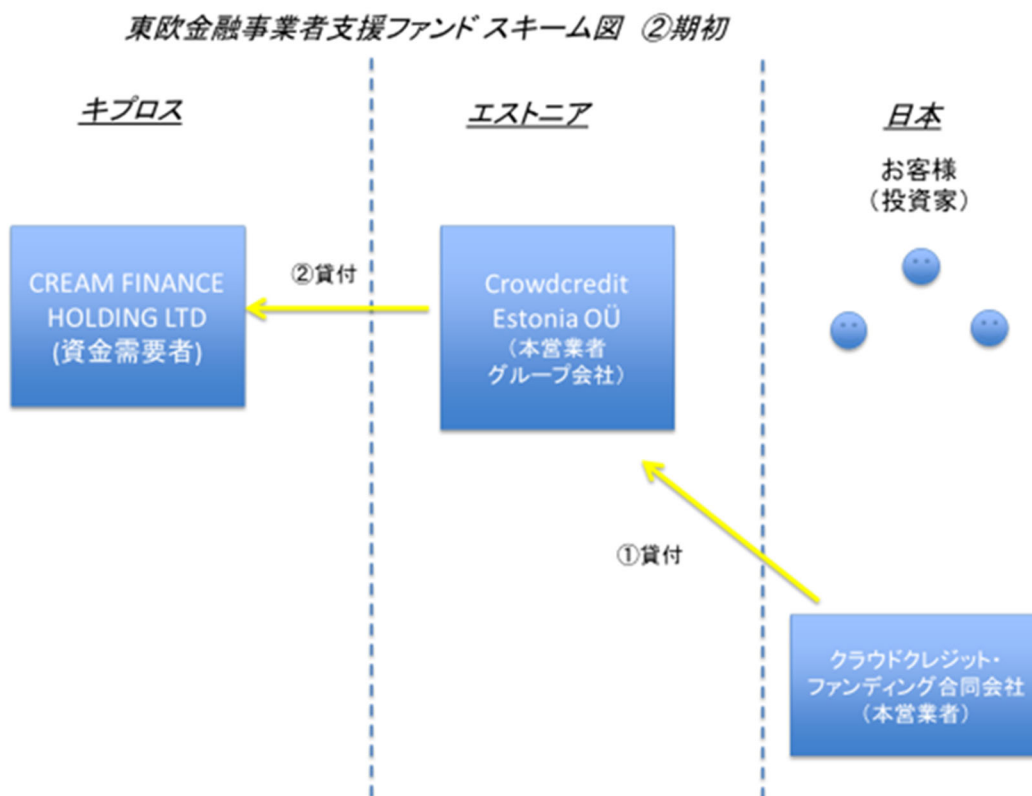 東欧金融事業者支援ファンド スキーム図 ②期初
キプロス
エストニア
日本
お客様
（投資家）
CREAM FINANCE
HOLDING LTD
(資金需要者)
②貸付
Crowdcredit
Estonia OÜ
（本営業者
グループ会社）
①貸付
クラウドクレジット・
ファンディング合同会社
（本営業者）